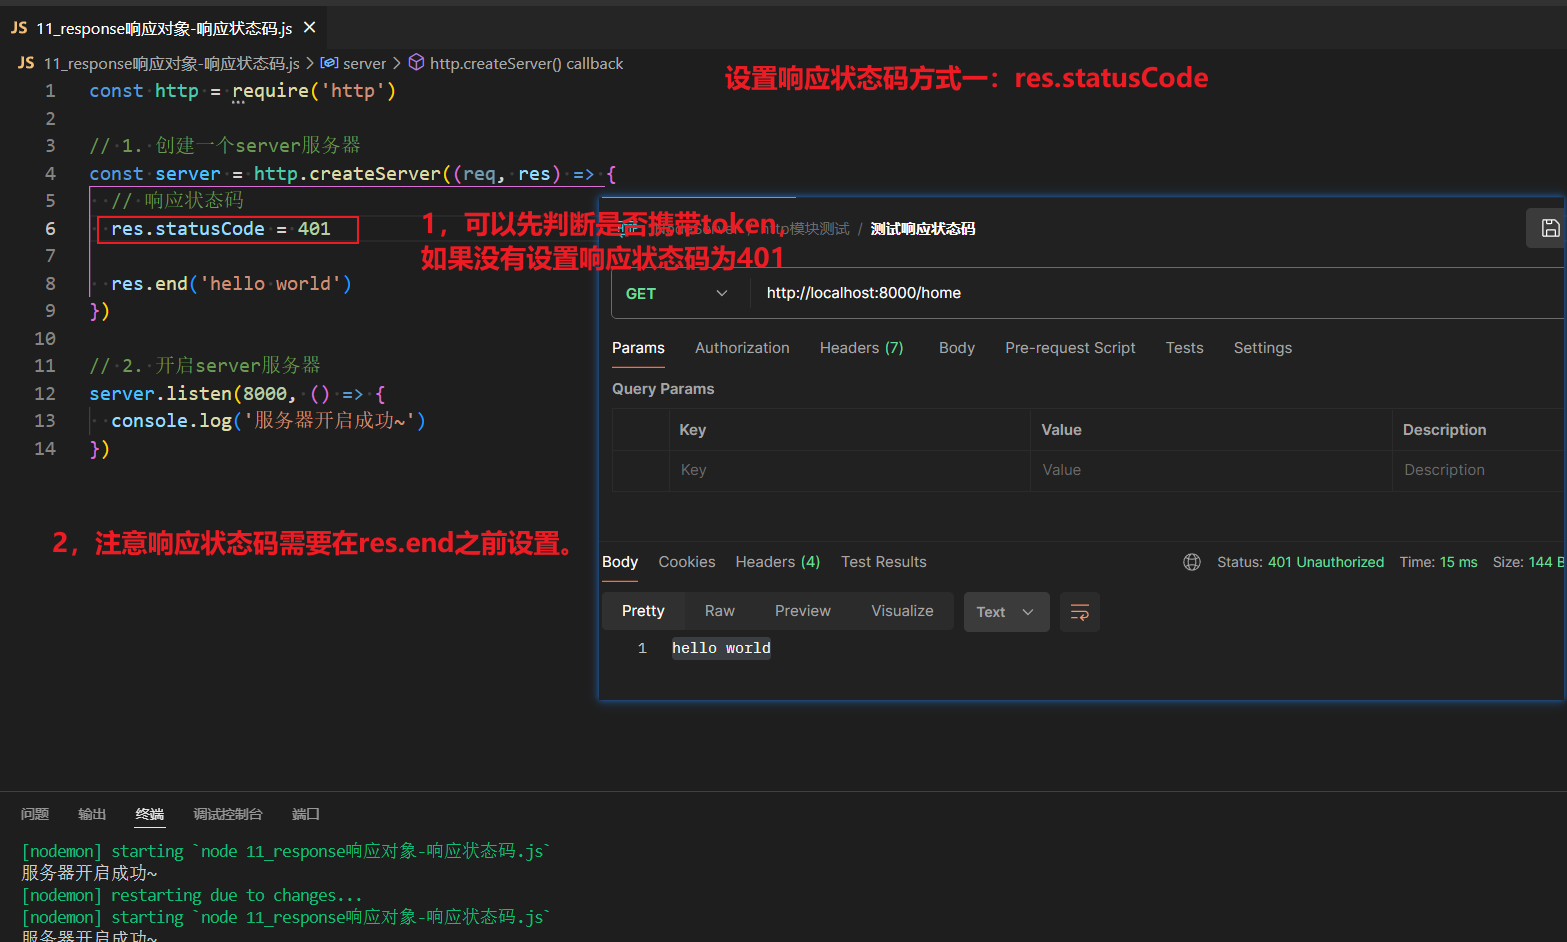 JS 11_response响应对象-响应状态码.js ×
JS 11_response响应对象-响应状态码.js > server > http.createServer() callback
设置响应状态码方式一：res.statusCode
1 const http = require('http')
2
3 // 1. 创建一个server服务器
4 const server = http.createServer((req, res) => {
5 // 响应状态码
6 res.statusCode = 401
7
8 res.end('hello world')
9 })
10
11 // 2. 开启server服务器
12 server.listen(8000, () => {
13 console.log('服务器开启成功~')
14 })
1，可以先判断是否携带token，
如果没有设置响应状态码为401
2，注意响应状态码需要在res.end之前设置。
http模块测试 / 测试响应状态码
GET http://localhost:8000/home
Params Authorization Headers (7) Body Pre-request Script Tests Settings
Query Params
Key Value Description
Key Value Description
Body Cookies Headers (4) Test Results Status: 401 Unauthorized Time: 15 ms Size: 144 B
Pretty Raw Preview Visualize Text
1 hello world
问题 输出 终端 调试控制台 端口
[nodemon] starting `node 11_response响应对象-响应状态码.js`
服务器开启成功~
[nodemon] restarting due to changes...
[nodemon] starting `node 11_response响应对象-响应状态码.js`
服务器开启成功~